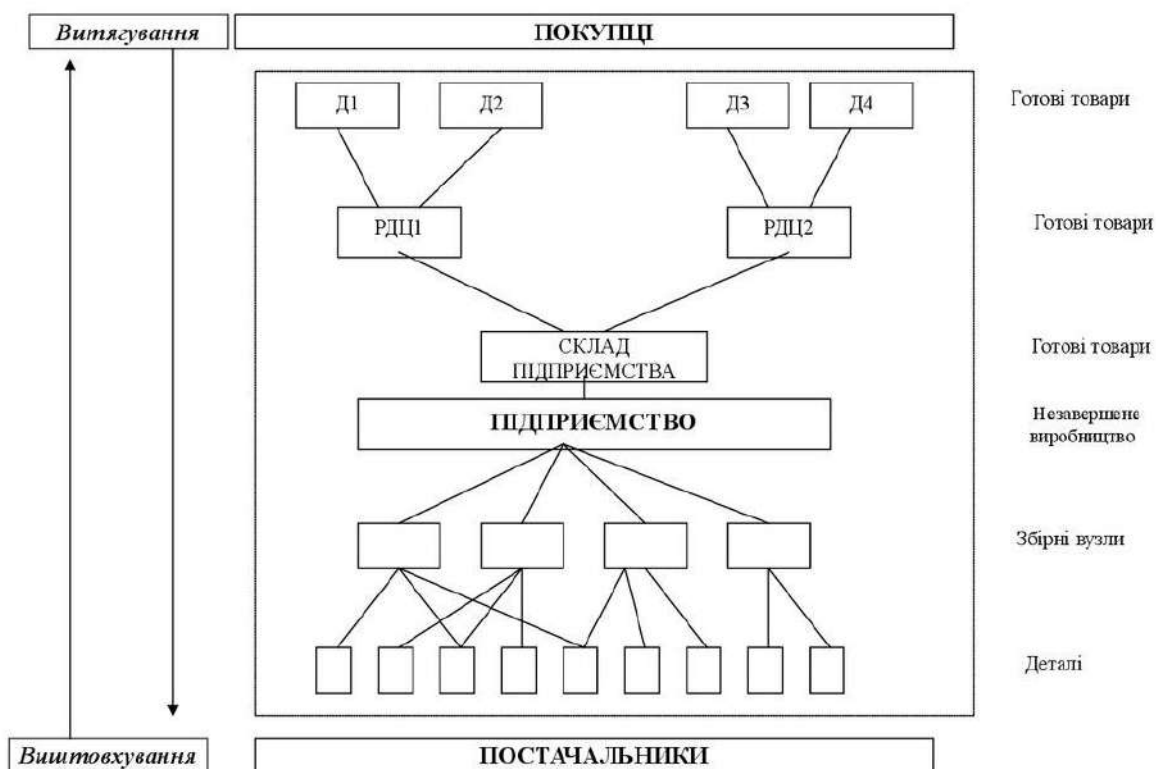 Витягування
ПОКУПЦІ
Д1
Д2
Д3
Д4
Готові товари
РДЦ1
РДЦ2
Готові товари
СКЛАД
ПІДПРИЄМСТВА
Готові товари
ПІДПРИЄМСТВО
Незавершене
виробництво
Збірні вузли
Деталі
Виштовхування
ПОСТАЧАЛЬНИКИ